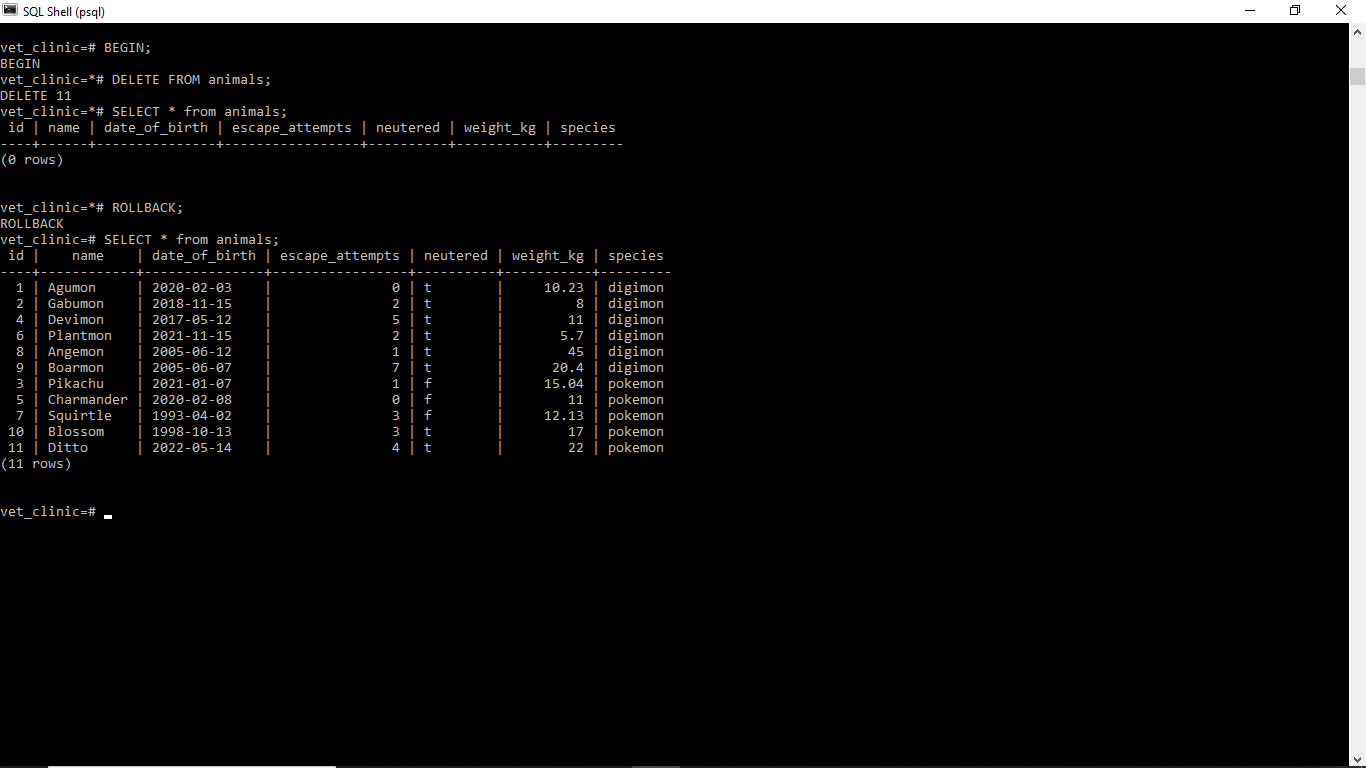 SQL Shell (psql)
vet_clinic=# BEGIN;
BEGIN
vet_clinic=*# DELETE FROM animals;
DELETE 11
vet_clinic=*# SELECT * from animals;
 id | name | date_of_birth | escape_attempts | neutered | weight_kg | species
----+------+---------------+-----------------+----------+-----------+---------
(0 rows)
vet_clinic=*# ROLLBACK;
ROLLBACK
vet_clinic=# SELECT * from animals;
 id |    name    | date_of_birth | escape_attempts | neutered | weight_kg | species
----+------------+---------------+-----------------+----------+-----------+---------
  1 | Agumon     | 2020-02-03    |               0 | t        |     10.23 | digimon
  2 | Gabumon    | 2018-11-15    |               2 | t        |         8 | digimon
  4 | Devimon    | 2017-05-12    |               5 | t        |        11 | digimon
  6 | Plantmon   | 2021-11-15    |               2 | t        |       5.7 | digimon
  8 | Angemon    | 2005-06-12    |               1 | t        |        45 | digimon
  9 | Boarmon    | 2005-06-07    |               7 | t        |      20.4 | digimon
  3 | Pikachu    | 2021-01-07    |               1 | f        |     15.04 | pokemon
  5 | Charmander | 2020-02-08    |               0 | f        |        11 | pokemon
  7 | Squirtle   | 1993-04-02    |               3 | f        |     12.13 | pokemon
 10 | Blossom    | 1998-10-13    |               3 | t        |        17 | pokemon
 11 | Ditto      | 2022-05-14    |               4 | t        |        22 | pokemon
(11 rows)
vet_clinic=#